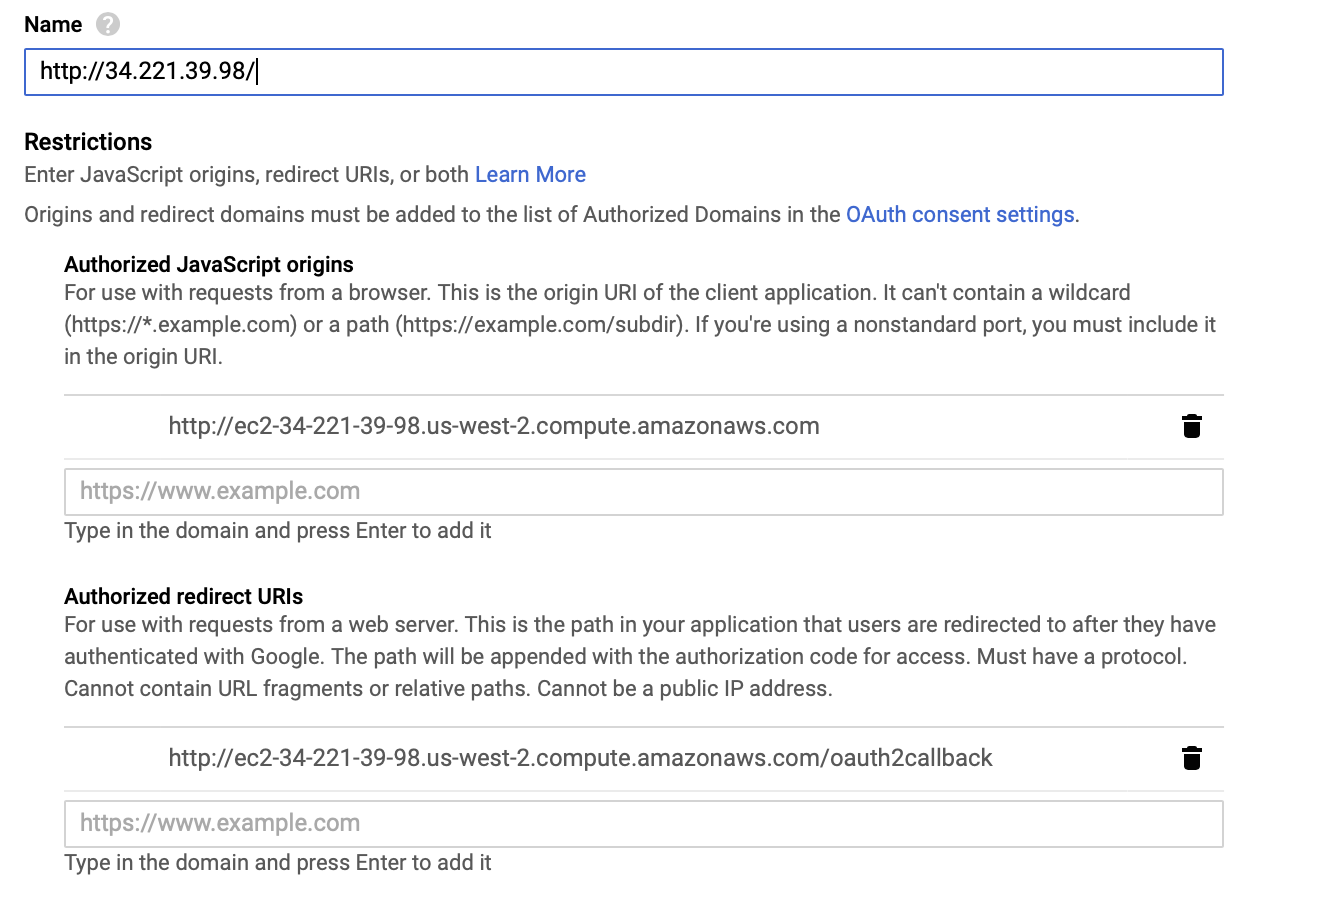 Name ?
http://34.221.39.98/
Restrictions
Enter JavaScript origins, redirect URIs, or both Learn More
Origins and redirect domains must be added to the list of Authorized Domains in the OAuth consent settings.
Authorized JavaScript origins
For use with requests from a browser. This is the origin URI of the client application. It can't contain a wildcard
(https://*.example.com) or a path (https://example.com/subdir). If you're using a nonstandard port, you must include it
in the origin URI.
http://ec2-34-221-39-98.us-west-2.compute.amazonaws.com
https://www.example.com
Type in the domain and press Enter to add it
Authorized redirect URIs
For use with requests from a web server. This is the path in your application that users are redirected to after they have
authenticated with Google. The path will be appended with the authorization code for access. Must have a protocol.
Cannot contain URL fragments or relative paths. Cannot be a public IP address.
http://ec2-34-221-39-98.us-west-2.compute.amazonaws.com/oauth2callback
https://www.example.com
Type in the domain and press Enter to add it